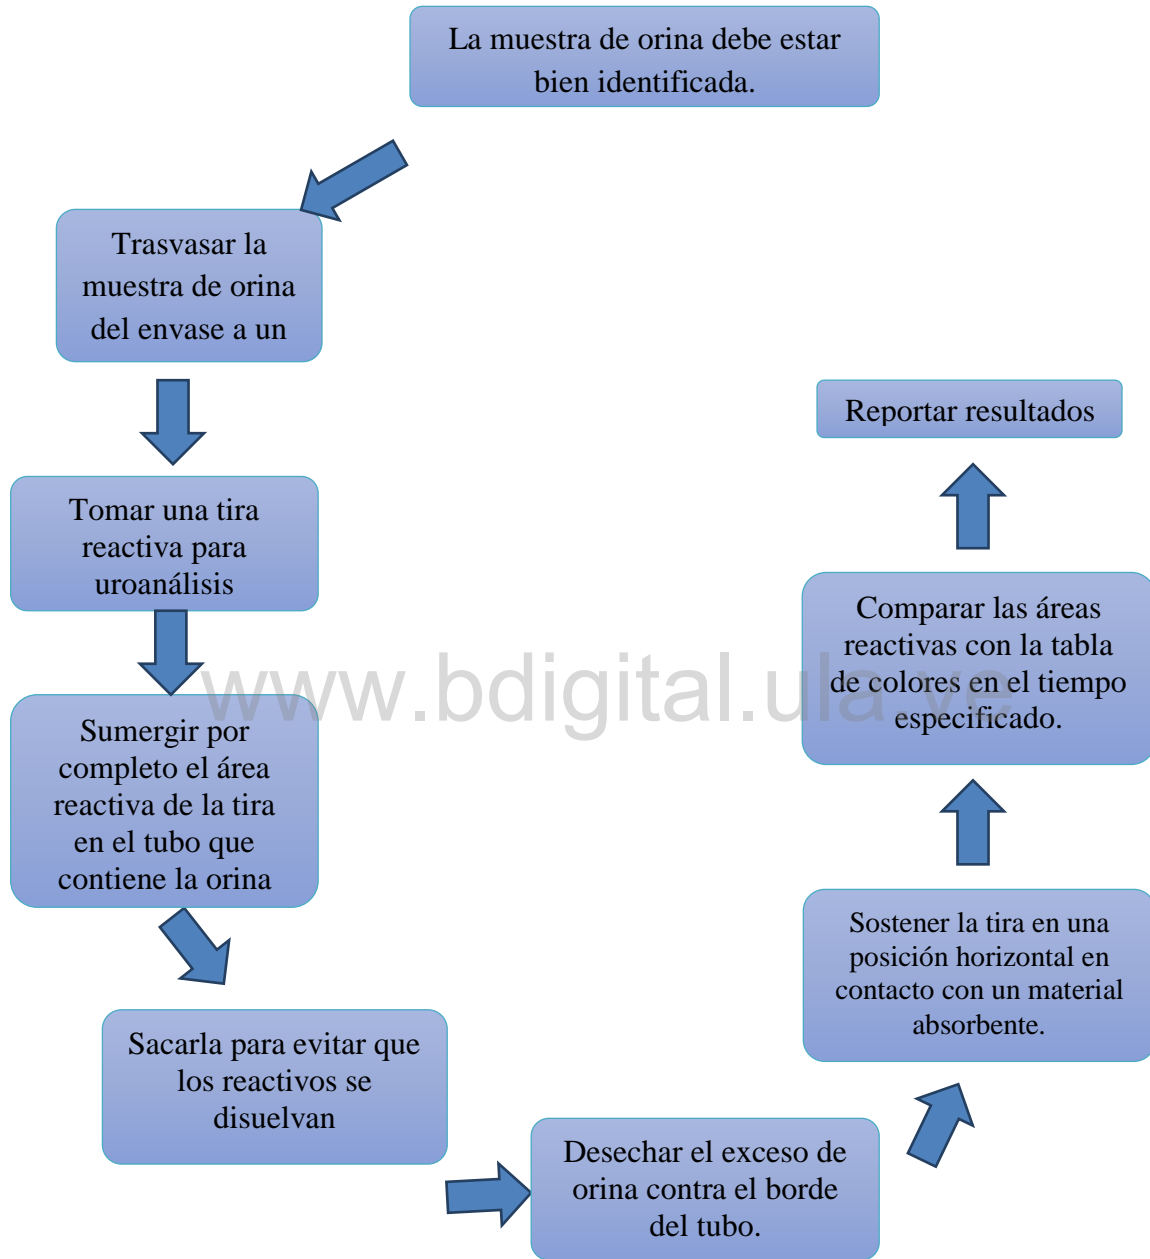 La muestra de orina debe estar
bien identificada.
Trasvasar la
muestra de orina
del envase a un
Tomar una tira
reactiva para
uroanálisis
Sumergir por
completo el área
reactiva de la tira
en el tubo que
contiene la orina
Sacarla para evitar que
los reactivos se
disuelvan
Desechar el exceso de
orina contra el borde
del tubo.
Sostener la tira en una
posición horizontal en
contacto con un material
absorbente.
Comparar las áreas
reactivas con la tabla
de colores en el tiempo
especificado.
Reportar resultados
www.bdigital.ula.ve